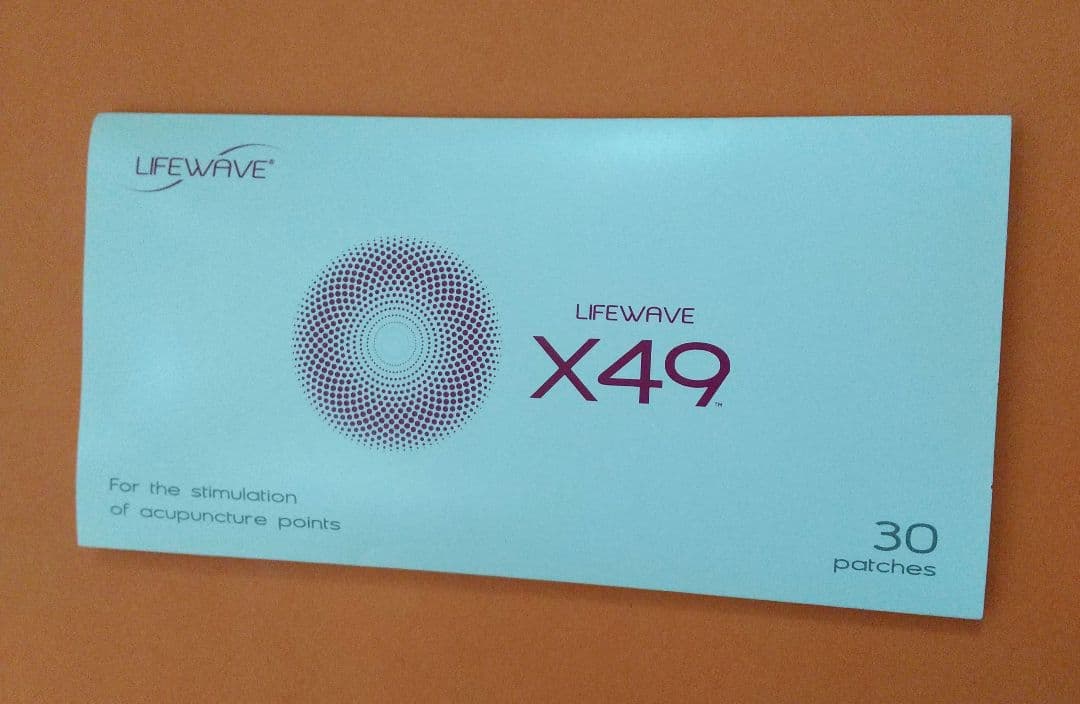 LIFEWAVE®
LIFEWAVE
X49™
For the stimulation
of acupuncture points
30
patches